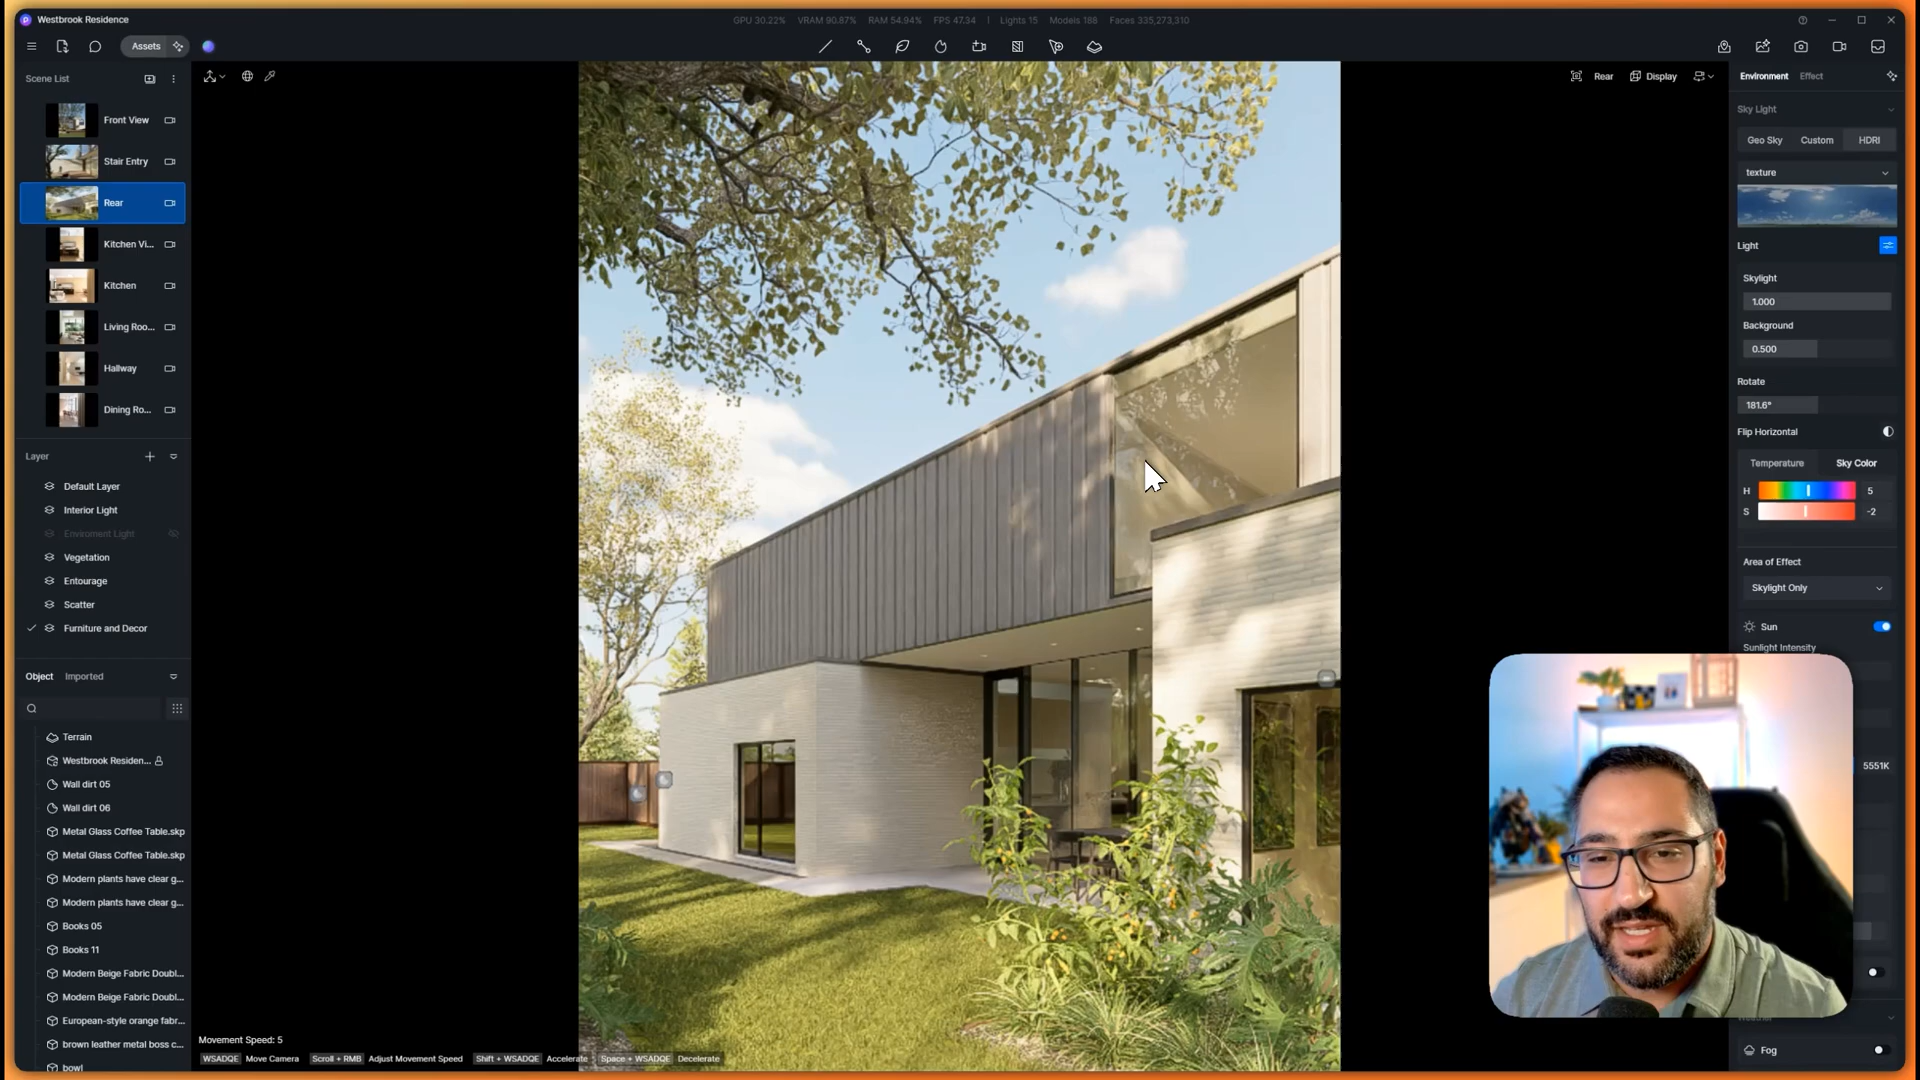 Westbrook Residence
GPU 30.22% VRAM 90.87% RAM 54.94% FPS 47.34 | Lights 15 Models 188 Faces 335,273,310
Assets
Scene List
Front View
Stair Entry
Rear
Kitchen Vi...
Kitchen
Living Roo...
Hallway
Dining Ro...
Layer
Default Layer
Interior Light
Enviroment Light
Vegetation
Entourage
Scatter
Furniture and Decor
Object Imported
Terrain
Westbrook Residen...
Wall dirt 05
Wall dirt 06
Metal Glass Coffee Table.skp
Metal Glass Coffee Table.skp
Modern plants have clear g...
Modern plants have clear g...
Books 05
Books 11
Modern Beige Fabric Doubl...
Modern Beige Fabric Doubl...
European-style orange fabr...
brown leather metal boss c...
bowl
Movement Speed: 5
WSADQE Move Camera Scroll + RMB Adjust Movement Speed Shift + WSADQE Accelerate Space + WSADQE Decelerate
Rear Display
Environment Effect
Sky Light
Geo Sky Custom HDRI
texture
Light
Skylight
1.000
Background
0.500
Rotate
181.6°
Flip Horizontal
Temperature Sky Color
H 5
S -2
Area of Effect
Skylight Only
Sun
Sunlight Intensity
5551K
Fog